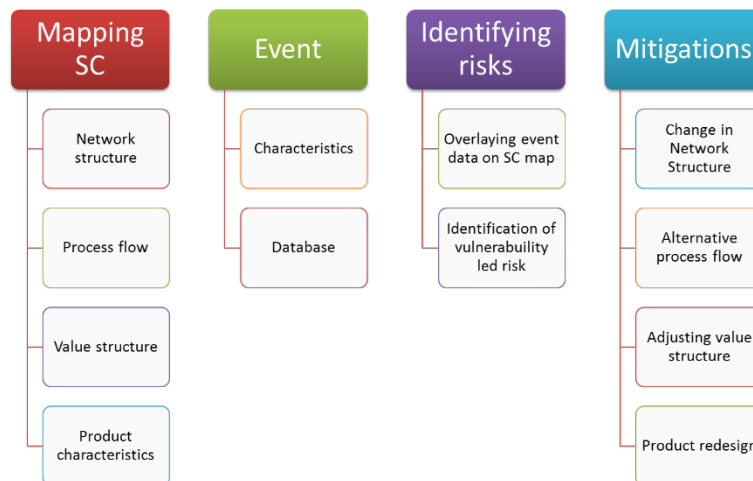 Mapping
SC
Network
structure
Process flow
Value structure
Product
characteristics
Event
Characteristics
Database
Identifying
risks
Overlaying event
data on SC map
Identification of
vulnerabuility
led risk
Mitigations
Change in
Network
Structure
Alternative
process flow
Adjusting value
structure
Product redesign